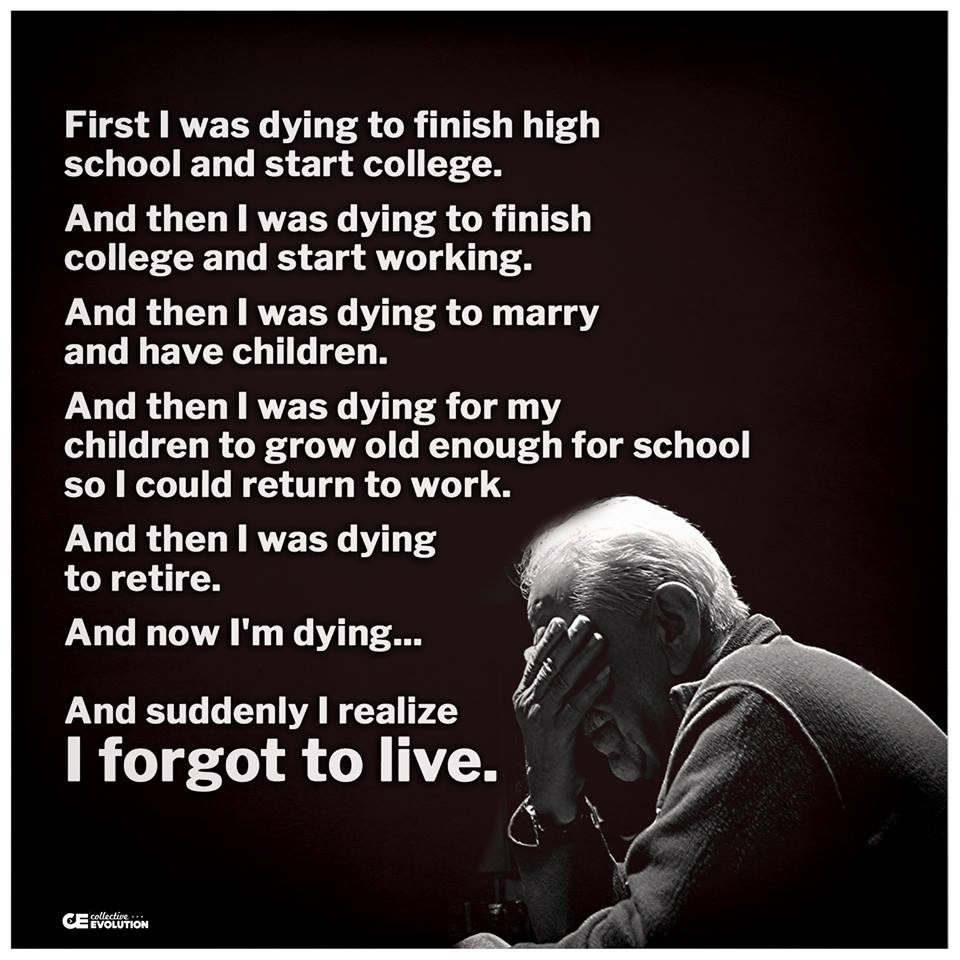 First I was dying to finish high
school and start college.
And then I was dying to finish
college and start working.
And then I was dying to marry
and have children.
And then I was dying for my
children to grow old enough for school
so I could return to work.
And then I was dying
to retire.
And now I'm dying...
And suddenly I realize
I forgot to live.
CE collective...
EVOLUTION